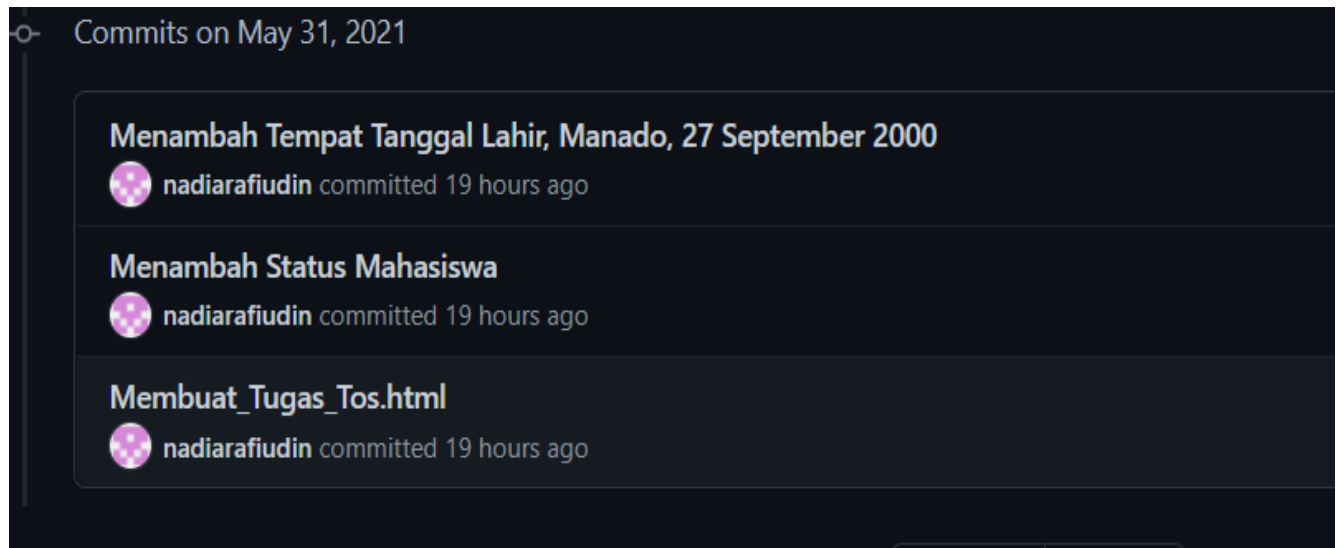 Commits on May 31, 2021
Menambah Tempat Tanggal Lahir, Manado, 27 September 2000
nadiarafiudin committed 19 hours ago
Menambah Status Mahasiswa
nadiarafiudin committed 19 hours ago
Membuat_Tugas_Tos.html
nadiarafiudin committed 19 hours ago